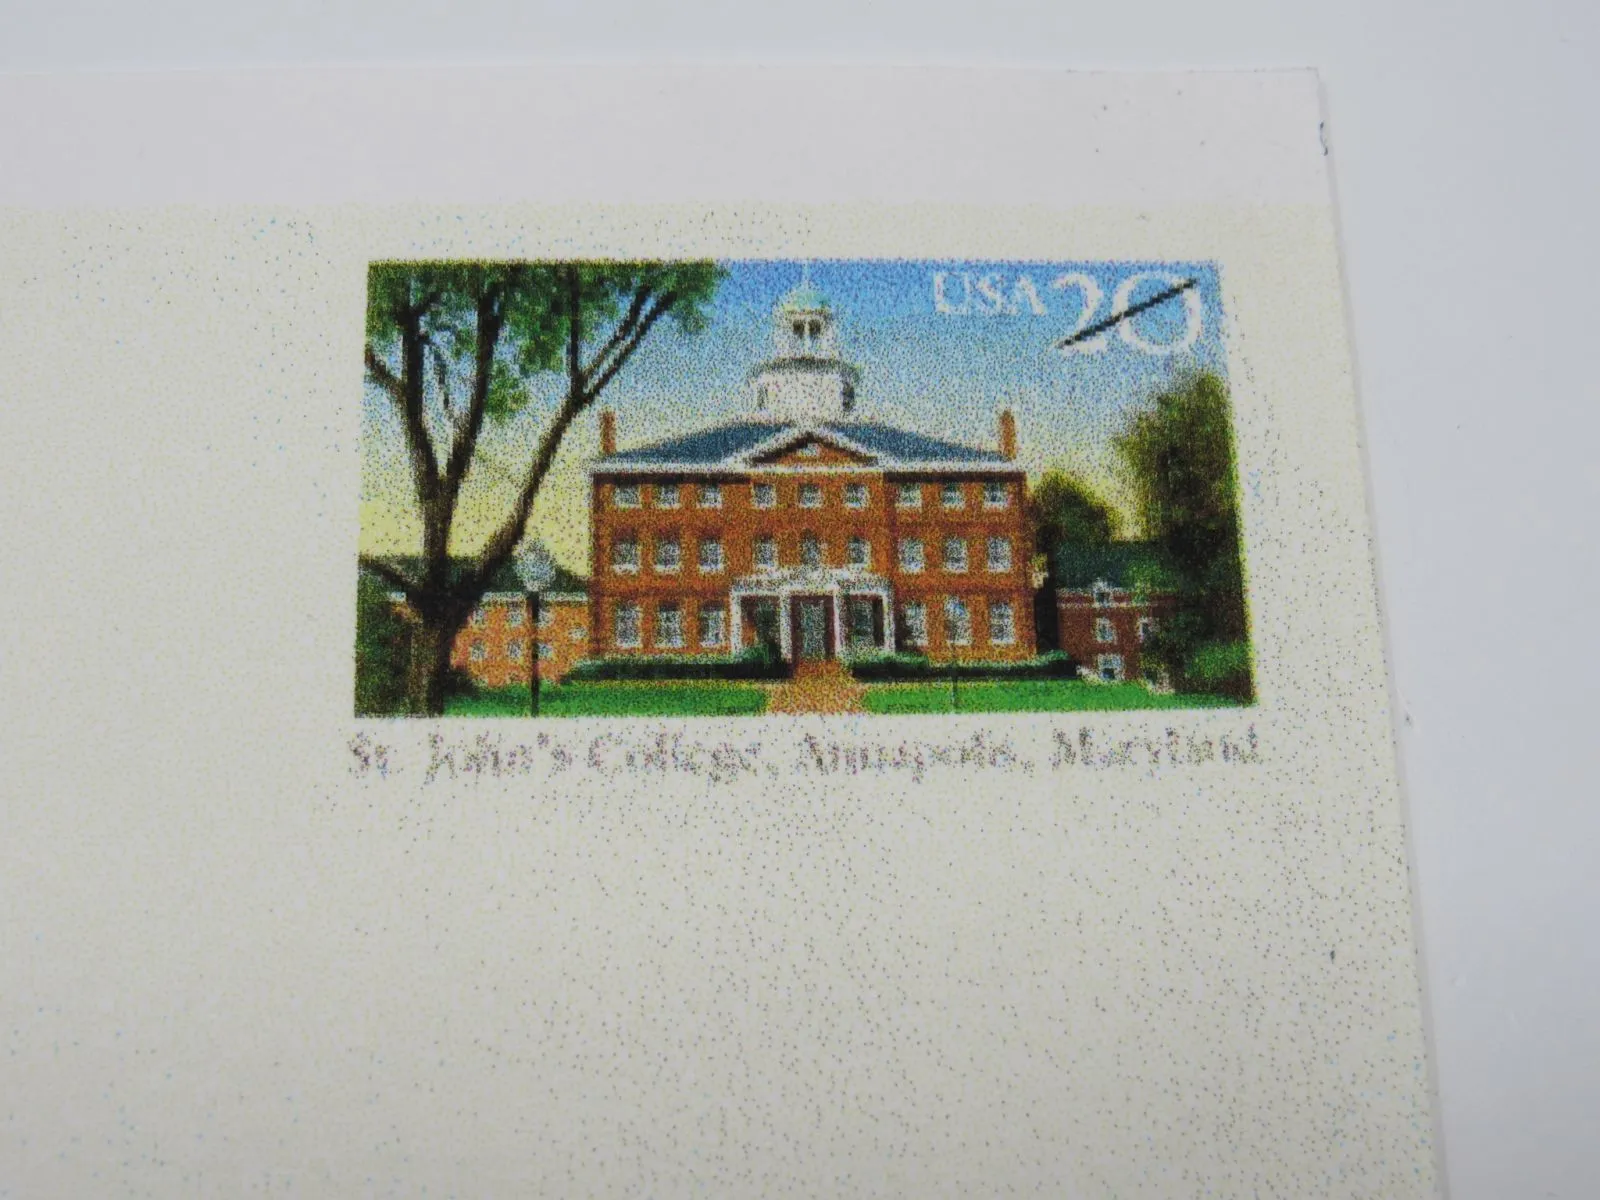 USA 20
St. John's College, Annapolis, Maryland